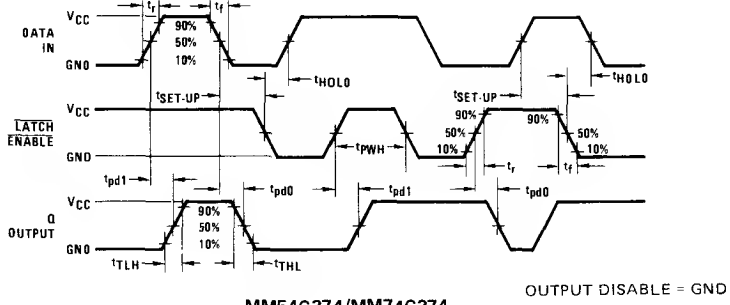 tr
tf
VCC
DATA
IN
90%
50%
10%
GND
tHOLD
tSET-UP
tSET-UP
tHOLD
VCC
LATCH
ENABLE
GND
tPWH
90%
50%
10%
90%
50%
10%
tr
tf
tpd1
tpd0
tpd1
tpd0
VCC
Q
OUTPUT
90%
50%
10%
GND
tTLH
tTHL
OUTPUT DISABLE = GND
MM54C374/MM74C374